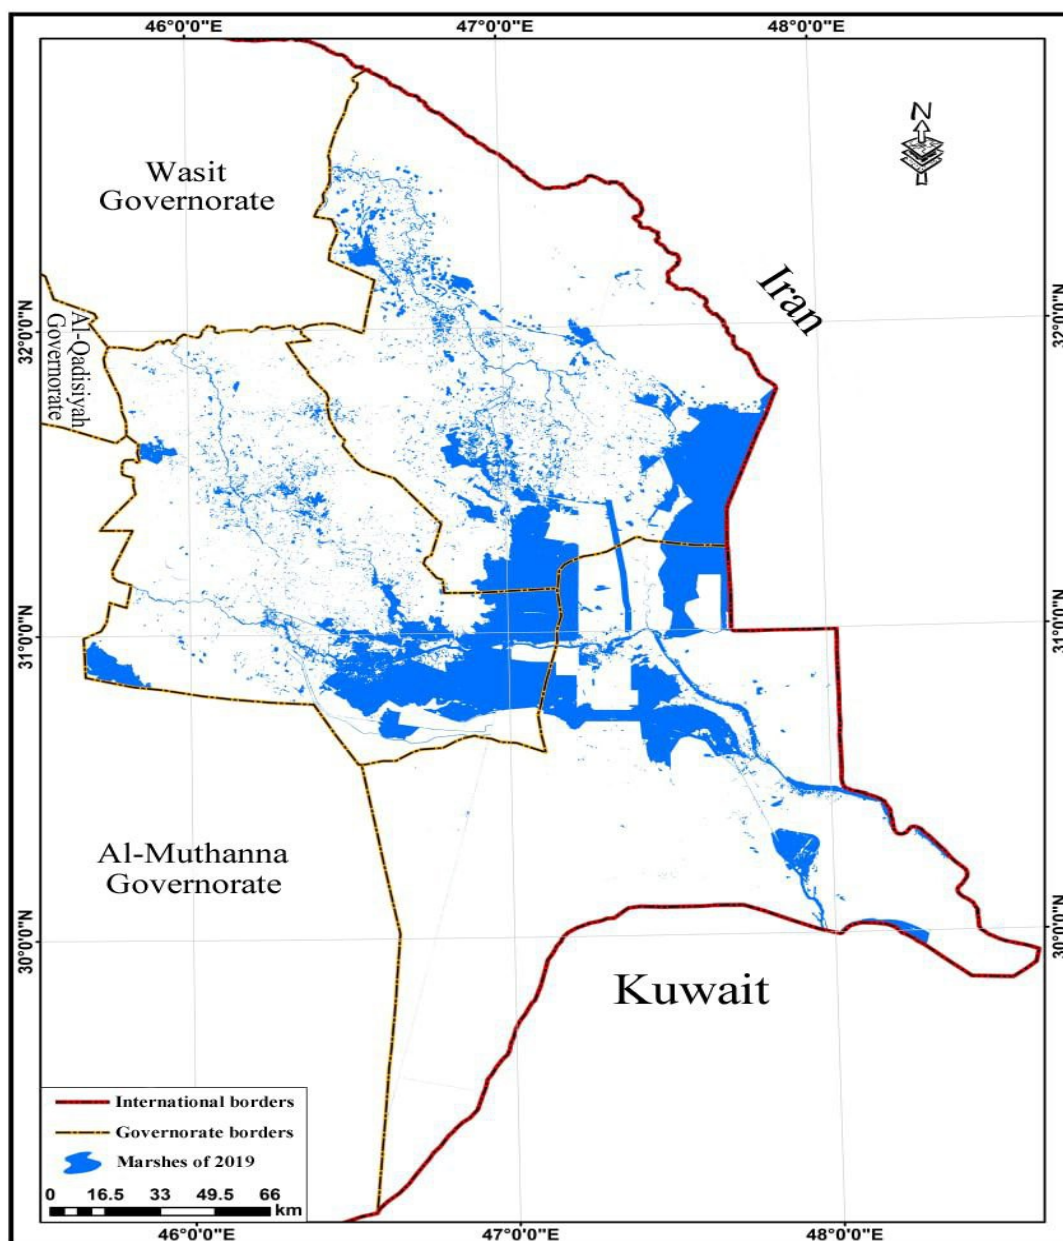 46°0'0"E
47°0'0"E
48°0'0"E
N
Wasit
Governorate
Iran
Al-Qadisiyah
Governorate
32°0'0"N
32°0'0"N
31°0'0"N
31°0'0"N
Al-Muthanna
Governorate
30°0'0"N
30°0'0"N
Kuwait
International borders
Governorate borders
Marshes of 2019
0 16.5 33 49.5 66
km
46°0'0"E
47°0'0"E
48°0'0"E